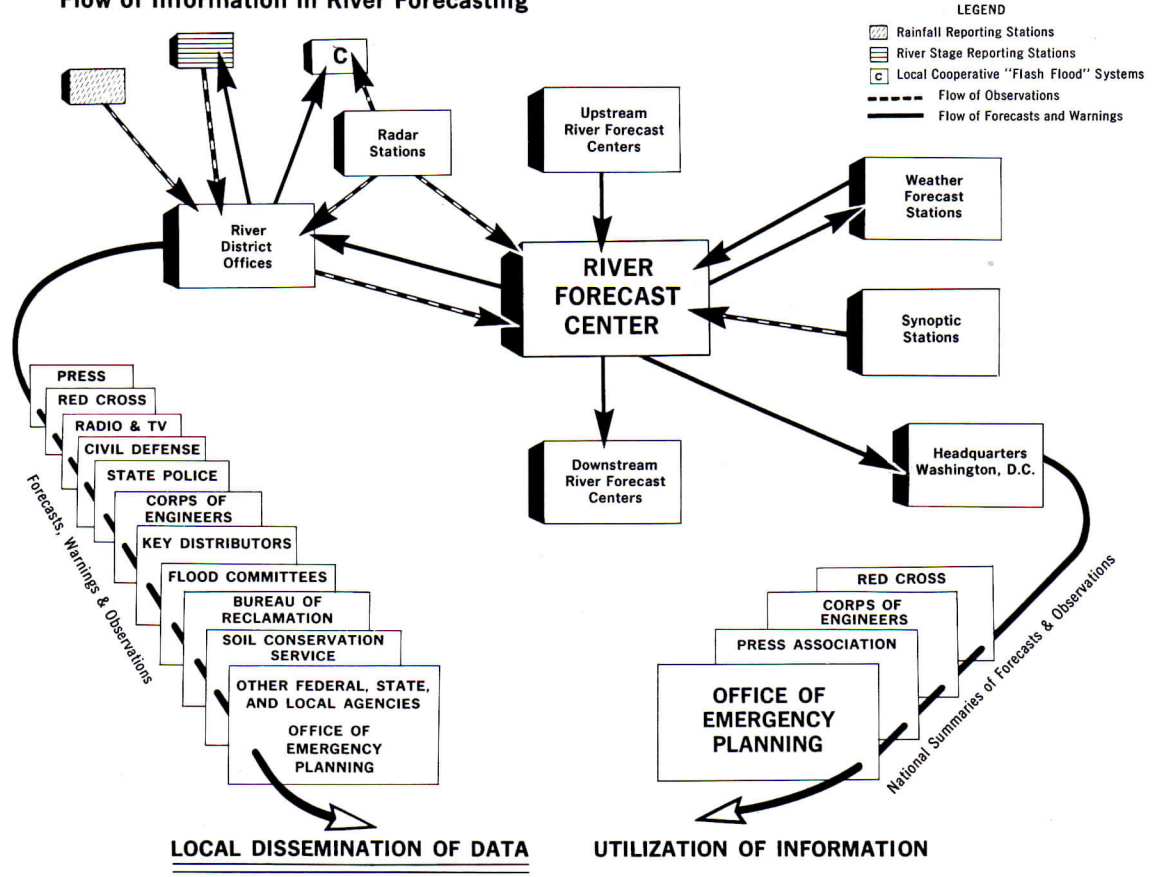 Flow of Information in River Forecasting
LEGEND
Rainfall Reporting Stations
River Stage Reporting Stations
C Local Cooperative "Flash Flood" Systems
Flow of Observations
Flow of Forecasts and Warnings
C
Radar
Stations
Upstream
River Forecast
Centers
Weather
Forecast
Stations
River
District
Offices
RIVER
FORECAST
CENTER
Synoptic
Stations
Downstream
River Forecast
Centers
Headquarters
Washington, D.C.
PRESS
RED CROSS
RADIO & TV
CIVIL DEFENSE
STATE POLICE
CORPS OF
ENGINEERS
KEY DISTRIBUTORS
FLOOD COMMITTEES
BUREAU OF
RECLAMATION
SOIL CONSERVATION
SERVICE
OTHER FEDERAL, STATE,
AND LOCAL AGENCIES
OFFICE OF
EMERGENCY
PLANNING
Forecasts, Warnings & Observations
RED CROSS
CORPS OF
ENGINEERS
PRESS ASSOCIATION
OFFICE OF
EMERGENCY
PLANNING
National Summaries of Forecasts & Observations
LOCAL DISSEMINATION OF DATA
UTILIZATION OF INFORMATION